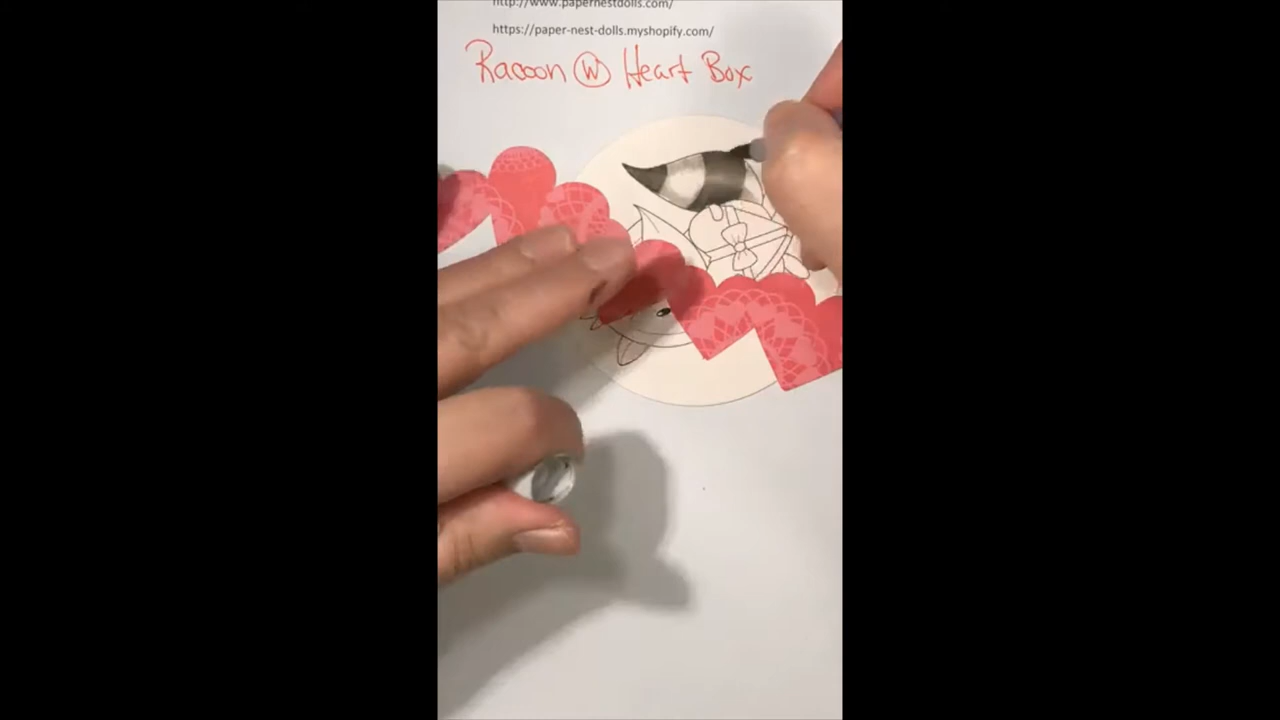 http://www.papernestdolls.com/
https://paper-nest-dolls.myshopify.com/
Racoon W Heart Box